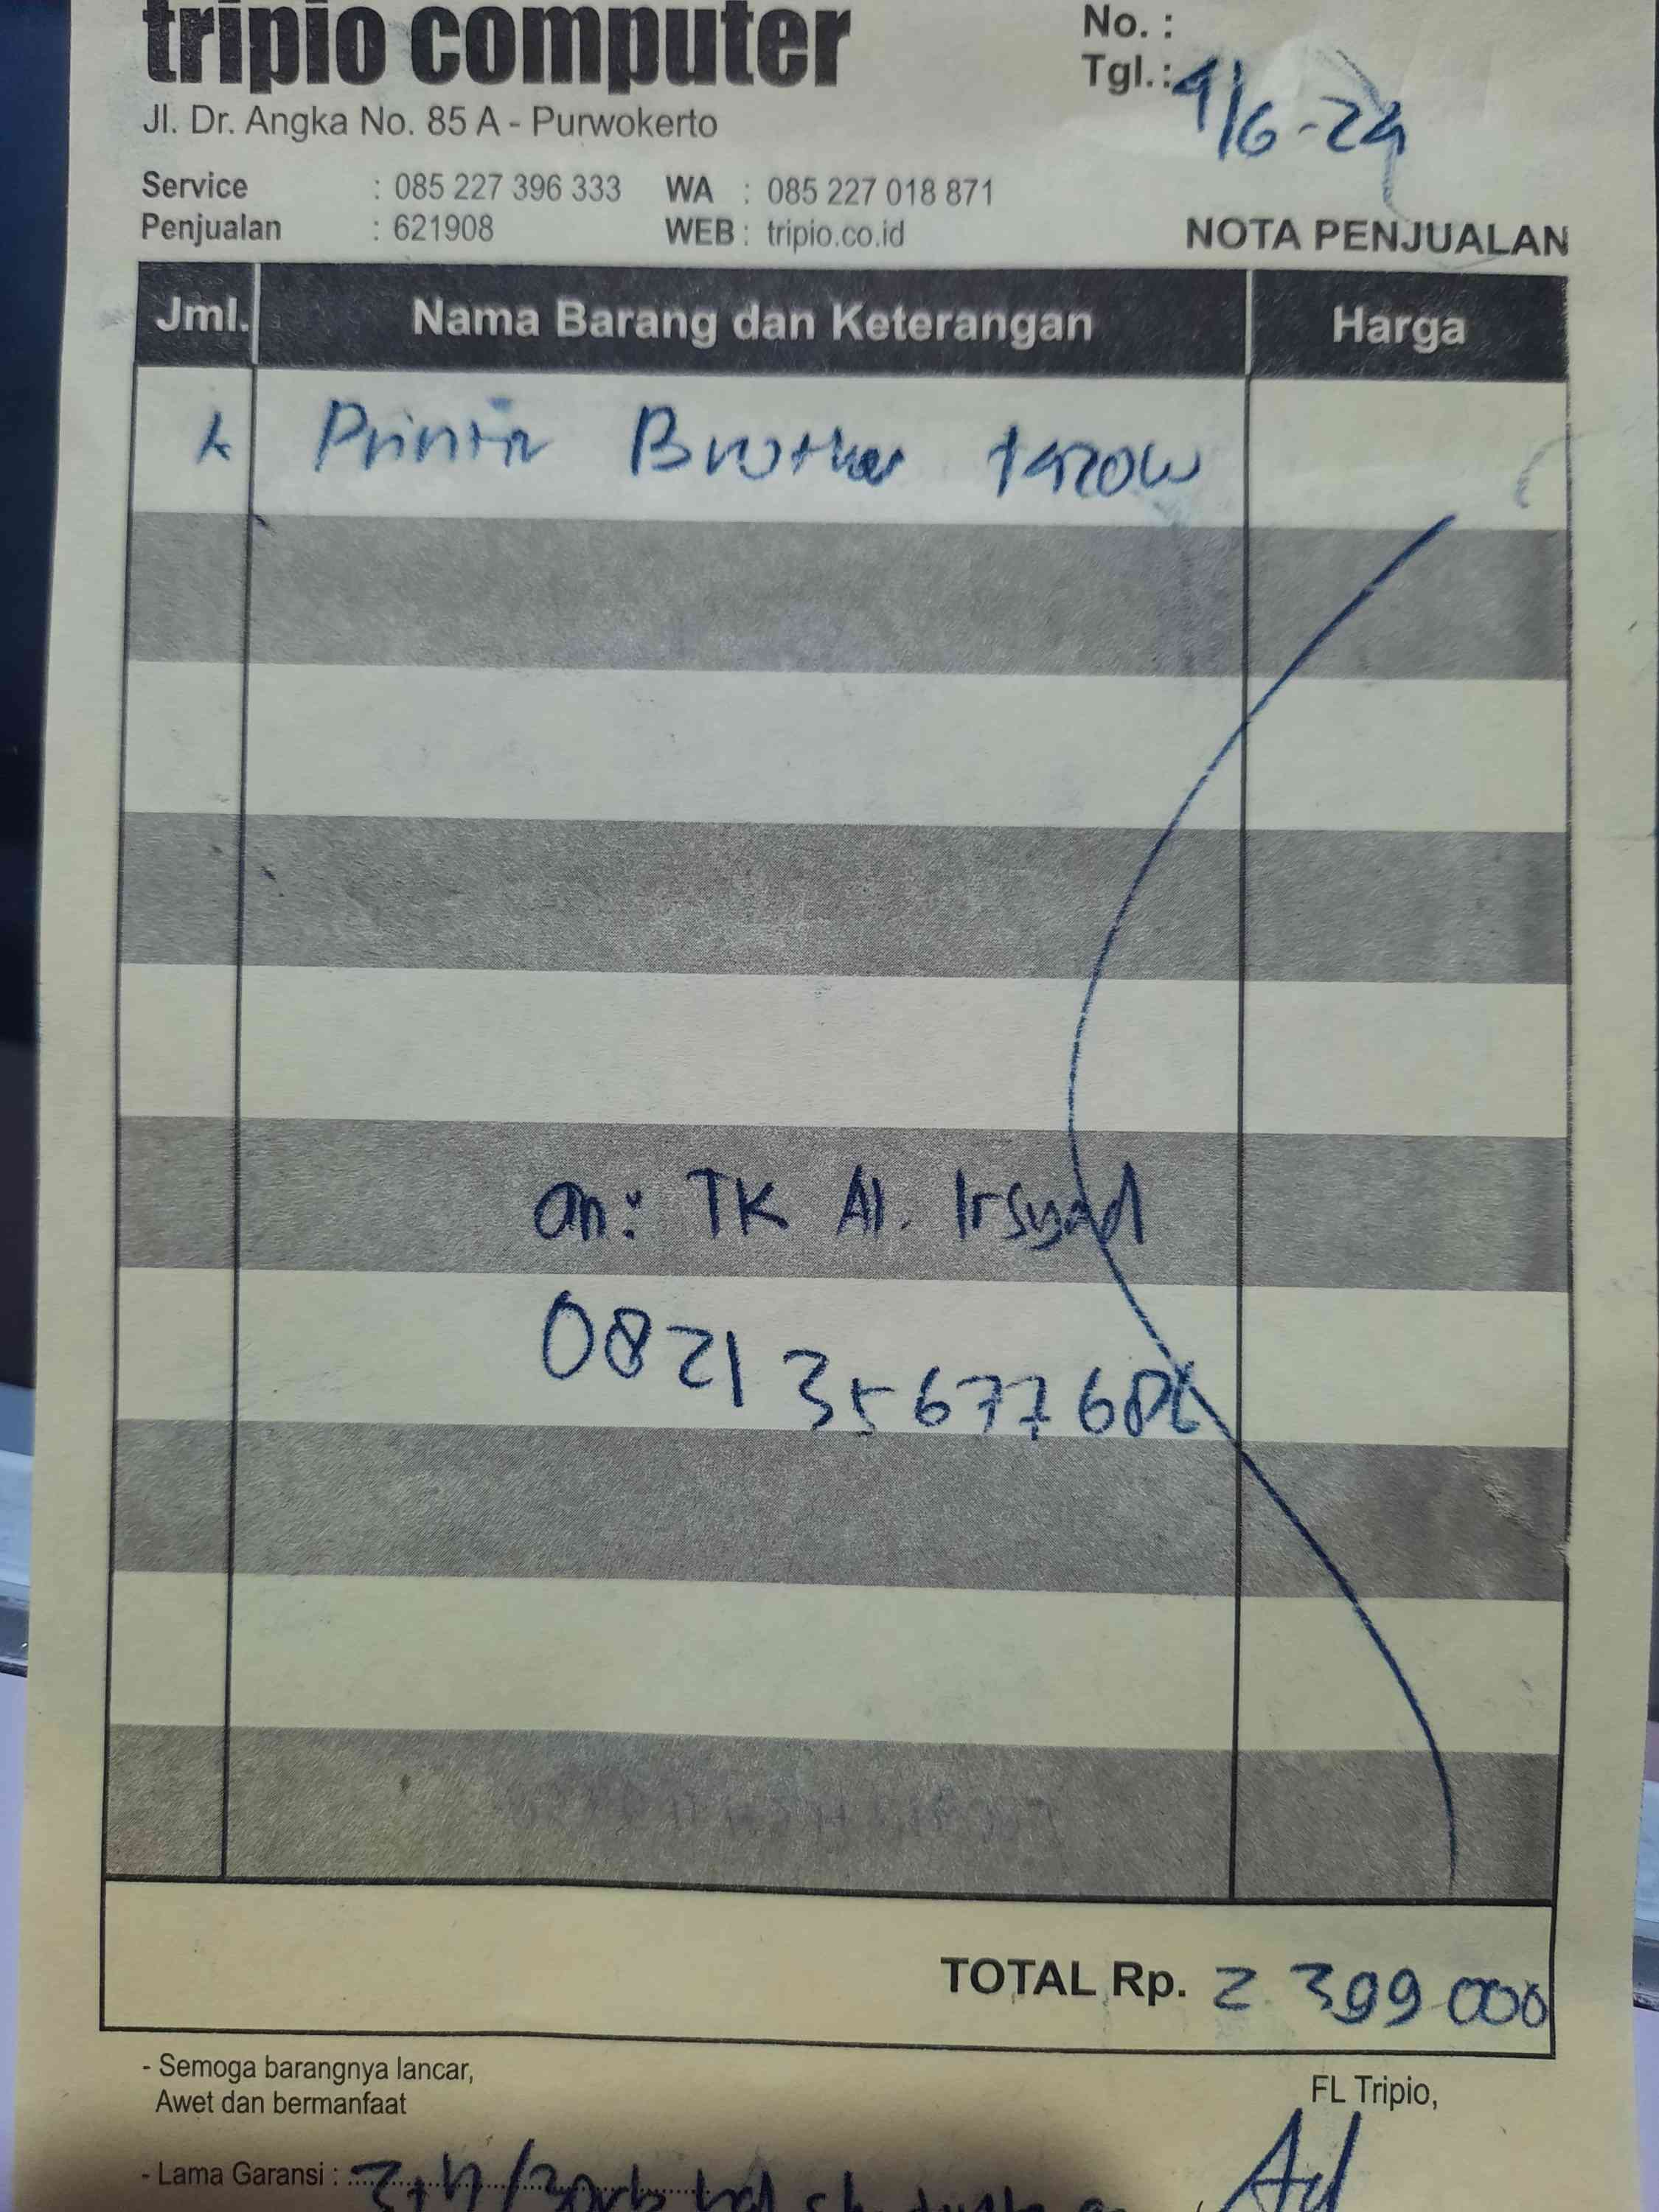 tripio computer
No. :
Tgl.: 4/6-24
Jl. Dr. Angka No. 85 A - Purwokerto
Service : 085 227 396 333 WA : 085 227 018 871
Penjualan : 621908 WEB : tripio.co.id
NOTA PENJUALAN
Jml. Nama Barang dan Keterangan Harga
Printer Brother t420w
an: TK Al. Irsyad
TOTAL Rp. 2 399 000
- Semoga barangnya lancar,
Awet dan bermanfaat
FL Tripio,
- Lama Garansi :